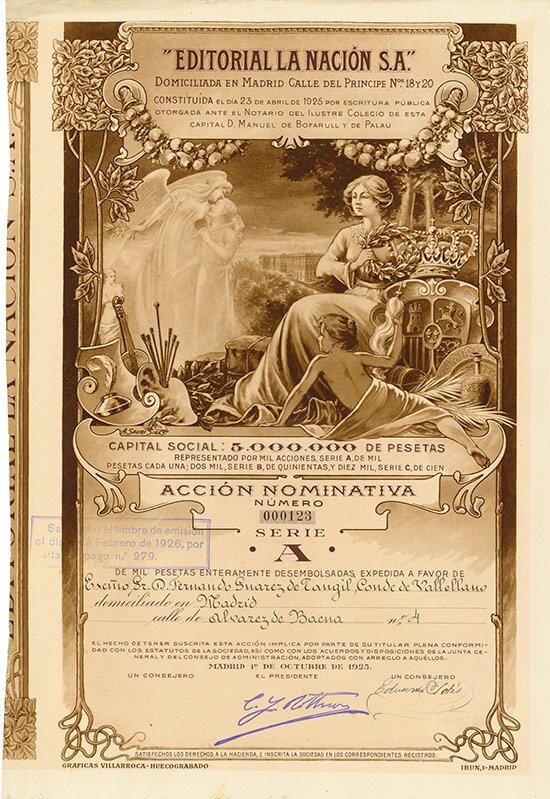 "EDITORIAL LA NACIÓN S.A."
DOMICILIADA EN MADRID CALLE DEL PRINCIPE Nºs 18 Y 20
CONSTITUÍDA EL DIA 23 DE ABRIL DE 1925 POR ESCRITURA PÚBLICA
OTORGADA ANTE EL NOTARIO DEL ILUSTRE COLEGIO DE ESTA
CAPITAL D. MANUEL DE BOFARULL Y DE PALAU.
CAPITAL SOCIAL: 5.000.000 DE PESETAS
REPRESENTADO POR MIL ACCIONES, SERIE A, DE MIL
PESETAS CADA UNA; DOS MIL, SERIE B, DE QUINIENTAS, Y DIEZ MIL, SERIE C, DE CIEN
ACCIÓN NOMINATIVA
NÚMERO
000123
SERIE
· A ·
el timbre de emisión
el día de Febrero de 1926, por
pago n.º 979.
DE MIL PESETAS ENTERAMENTE DESEMBOLSADAS, EXPEDIDA A FAVOR DE
Excmo Sr. D. Fernando Suarez de Tangil, Conde de Vallellano
domiciliado en Madrid
calle de Alvarez de Baena nº 4
EL HECHO DE TENER SUSCRITA ESTA ACCIÓN IMPLICA POR PARTE DE SU TITULAR PLENA CONFORMI-
DAD CON LOS ESTATUTOS DE LA SOCIEDAD, ASI COMO CON LOS ACUERDOS Y DISPOSICIONES DE LA JUNTA GE-
NERAL Y DEL CONSEJO DE ADMINISTRACIÓN, ADOPTADOS CON ARREGLO A AQUÉLLOS.
MADRID 1º DE OCTUBRE DE 1925.
UN CONSEJERO EL PRESIDENTE UN CONSEJERO
SATISFECHOS LOS DERECHOS A LA HACIENDA, E INSCRITA LA SOCIEDAD EN LOS CORRESPONDIENTES REGISTROS.
GRÁFICAS VILLARROCA-HUECOGRABADO IRUN, 1-MADRID